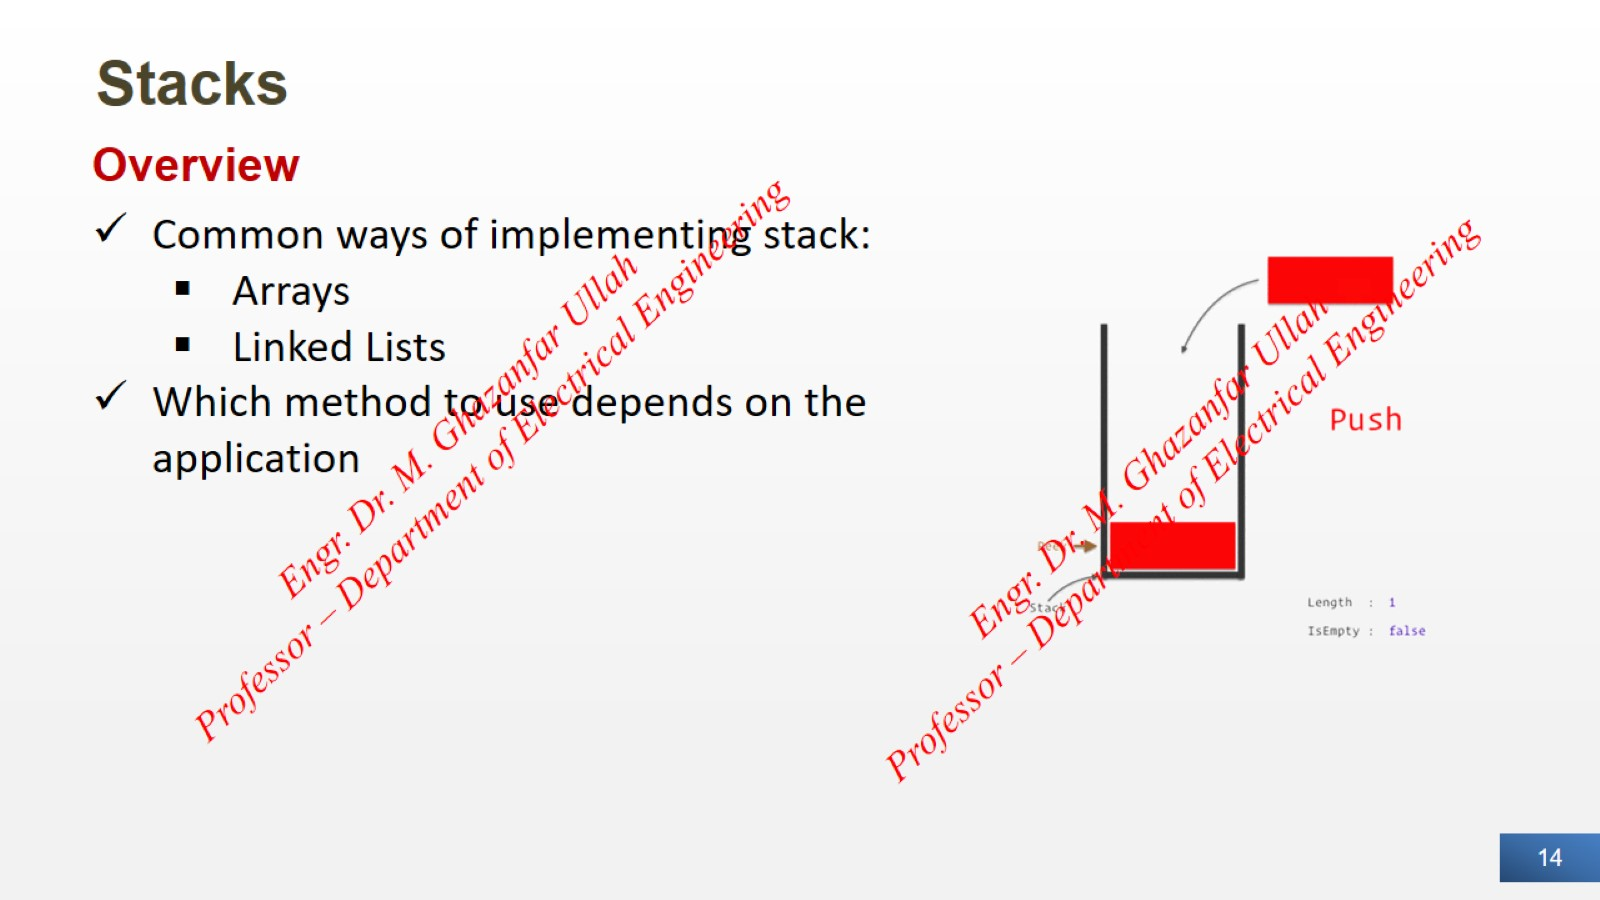 Stacks
Overview
✓ Common ways of implementing stack:
▪ Arrays
▪ Linked Lists
✓ Which method to use depends on the
application
Engr. Dr. M. Ghazanfar Ullah
Professor – Department of Electrical Engineering
Push
Stack
Length : 1
IsEmpty : false
Engr. Dr. M. Ghazanfar Ullah
Professor – Department of Electrical Engineering
14